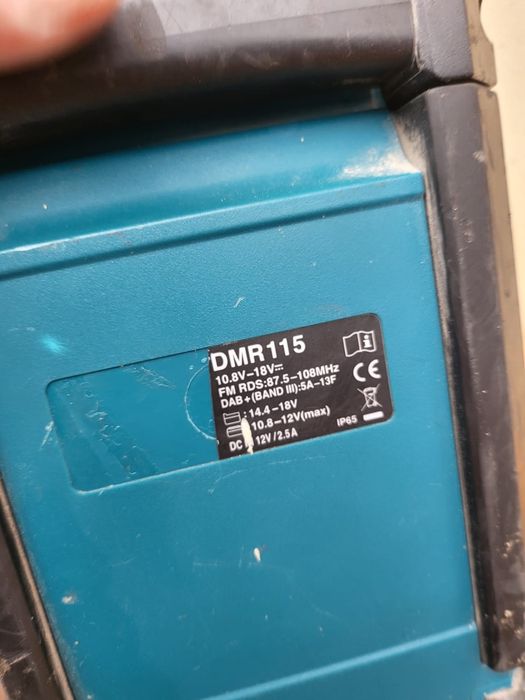 DMR115
10.8V-18V⎓
FM RDS:87.5-108MHz
DAB+(BAND III):5A-13F
:14.4-18V
:10.8-12V(max)
DC 12V/2.5A
IP65
CE